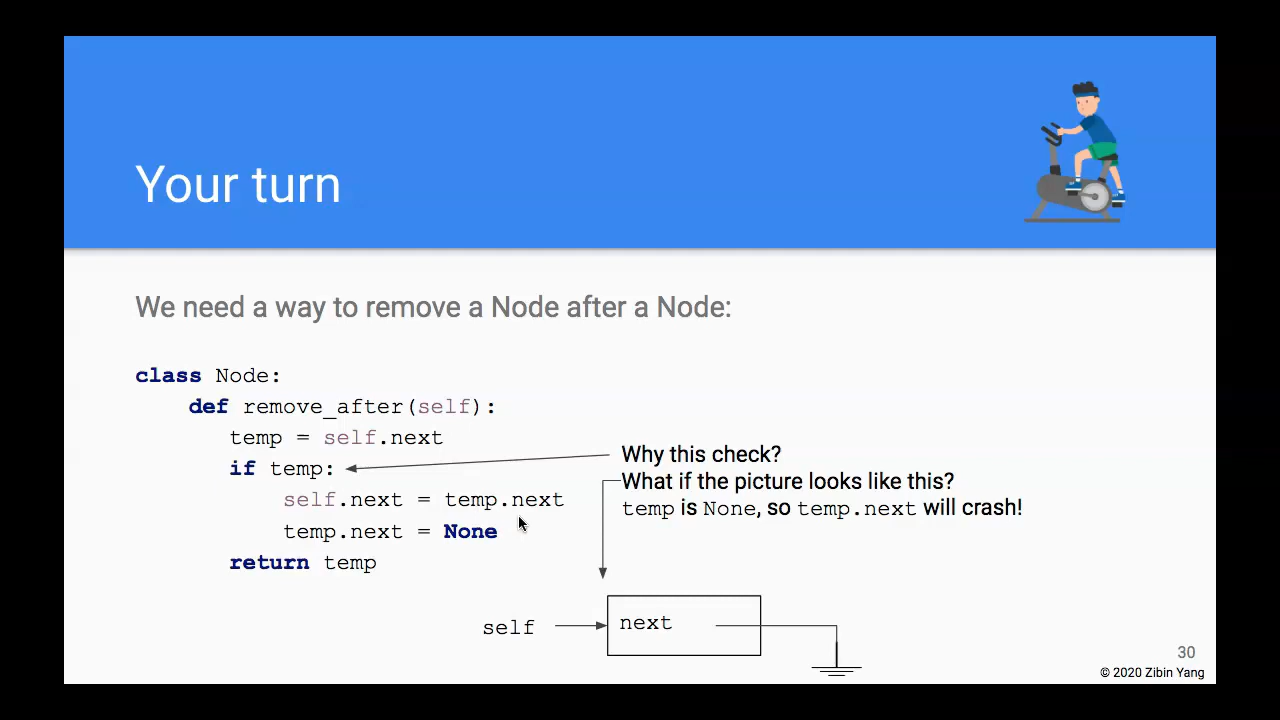 Your turn
We need a way to remove a Node after a Node:
class Node:
def remove_after(self):
temp = self.next
if temp:
self.next = temp.next
temp.next = None
return temp
Why this check?
What if the picture looks like this?
temp is None, so temp.next will crash!
self
next
30
© 2020 Zibin Yang